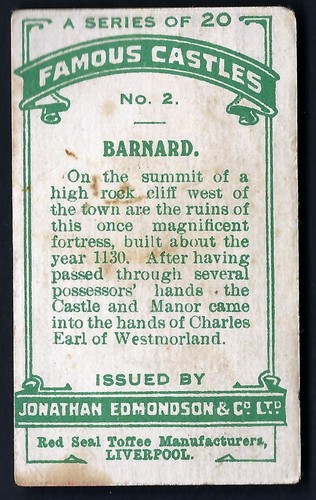 A SERIES OF 20
FAMOUS CASTLES
No. 2.
BARNARD.
On the summit of a
high rock cliff west of
the town are the ruins of
this once magnificent
fortress, built about the
year 1130. After having
passed through several
possessors' hands the
Castle and Manor came
into the hands of Charles
Earl of Westmorland.
ISSUED BY
JONATHAN EDMONDSON & Co. LTD.
Red Seal Toffee Manufacturers,
LIVERPOOL.